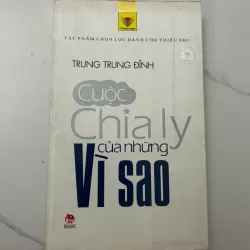 TÁC PHẨM CHỌN LỌC DÀNH CHO THIẾU NHI
TRUNG TRUNG ĐỈNH
Cuộc
Chia ly
của những
Vì sao